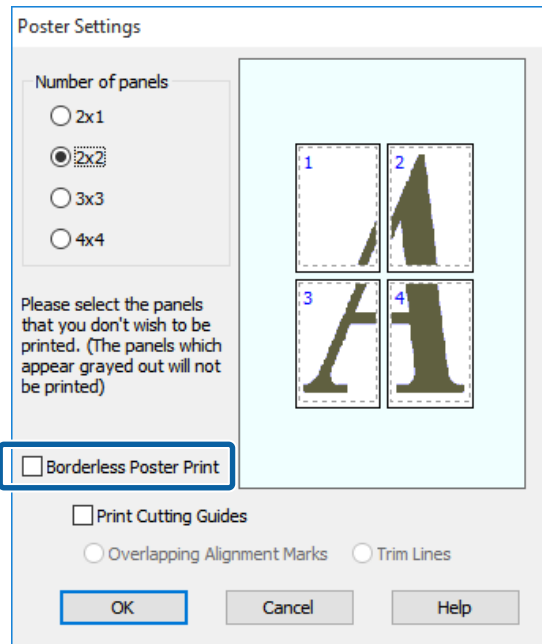 Poster Settings
Number of panels
2x1
2x2
3x3
4x4
Please select the panels
that you don't wish to be
printed. (The panels which
appear grayed out will not
be printed)
1
2
3
4
A
Borderless Poster Print
Print Cutting Guides
Overlapping Alignment Marks
Trim Lines
OK
Cancel
Help